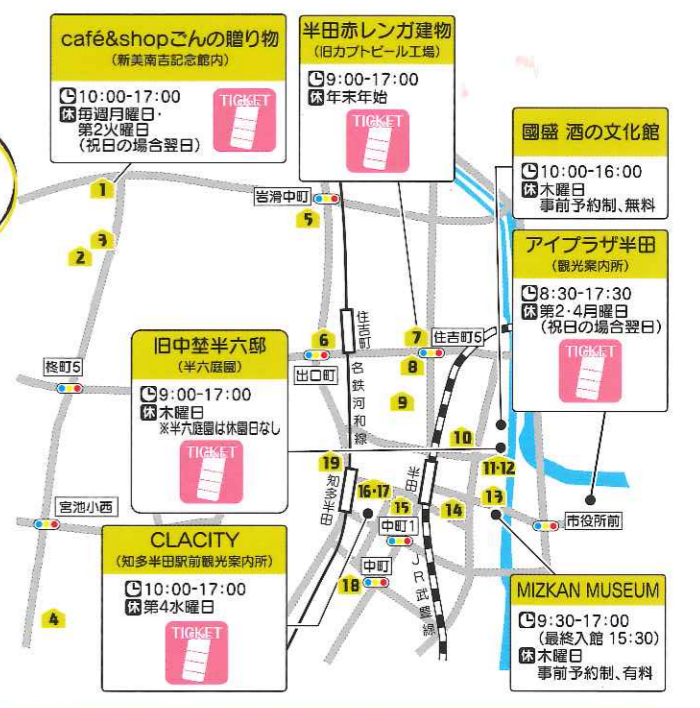 café&shopごんの贈り物
(新美南吉記念館内)
10:00-17:00
休 毎週月曜日・
第2火曜日
(祝日の場合翌日)
TICKET
半田赤レンガ建物
(旧カブトビール工場)
9:00-17:00
休 年末年始
TICKET
國盛 酒の文化館
10:00-16:00
休 木曜日
事前予約制、無料
アイプラザ半田
(観光案内所)
8:30-17:30
休 第2・4月曜日
(祝日の場合翌日)
TICKET
旧中埜半六邸
(半六庭園)
9:00-17:00
休 木曜日
※半六庭園は休園日なし
TICKET
CLACITY
(知多半田駅前観光案内所)
10:00-17:00
休 第4水曜日
TICKET
MIZKAN MUSEUM
9:30-17:00
(最終入館 15:30)
休 木曜日
事前予約制、有料
1
岩滑中町
5
3
2
住吉町
6
7
住吉町5
出口町
8
柊町5
名鉄河和線
9
10
19
11・12
知多半田
16・17
半田
13
15
14
宮池小西
中町1
市役所前
中町
18
JR武豊線
4